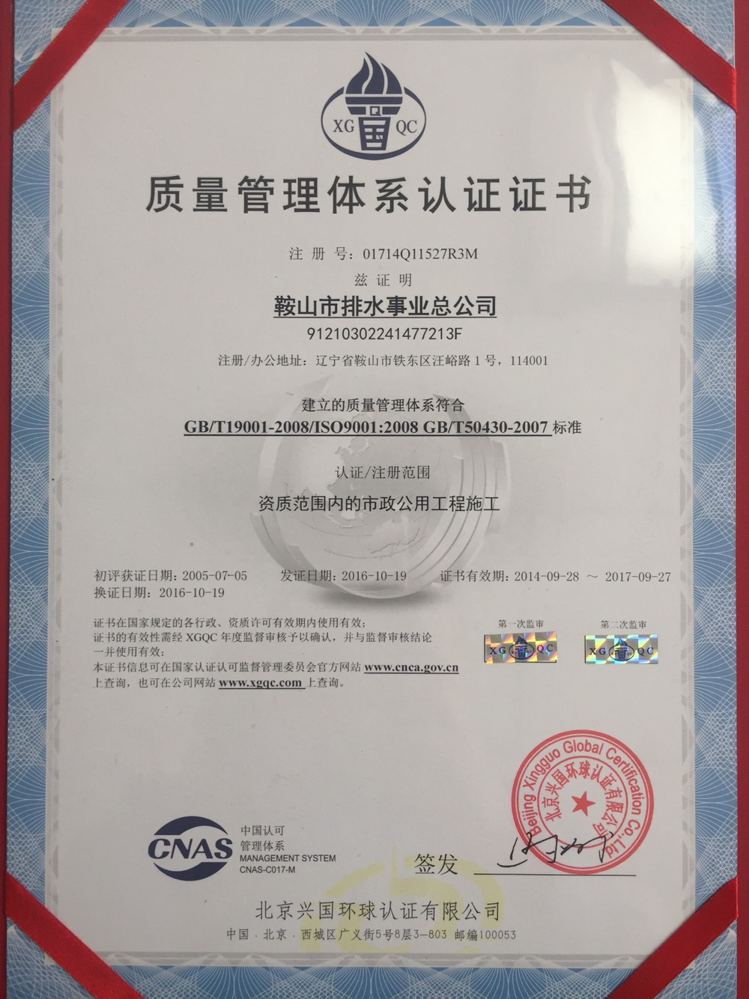 XG QC
国
质量管理体系认证证书
注 册 号：01714Q11527R3M
兹 证 明
鞍山市排水事业总公司
91210302241477213F
注册/办公地址：辽宁省鞍山市铁东区汪峪路 1 号，114001
建立的质量管理体系符合
GB/T19001-2008/ISO9001:2008 GB/T50430-2007 标准
认证/注册范围
资质范围内的市政公用工程施工
初评获证日期：2005-07-05 发证日期：2016-10-19 证书有效期：2014-09-28 ～ 2017-09-27
换证日期：2016-10-19
证书在国家规定的各行政、资质许可有效期内使用有效；
证书的有效性需经 XGQC 年度监督审核予以确认，并与监督审核结论
一并使用有效；
本证书信息可在国家认证认可监督管理委员会官方网站 www.cnca.gov.cn
上查询，也可在公司网站 www.xgqc.com 上查询。
第一次监审 第二次监审
XG QC XG QC
Beijing Xingguo Global Certification Co.,Ltd
北京兴国环球认证有限公司
CNAS
中国认可
管理体系
MANAGEMENT SYSTEM
CNAS-C017-M
签发
北京兴国环球认证有限公司
中国·北京·西城区广义街5号8层3-803 邮编100053